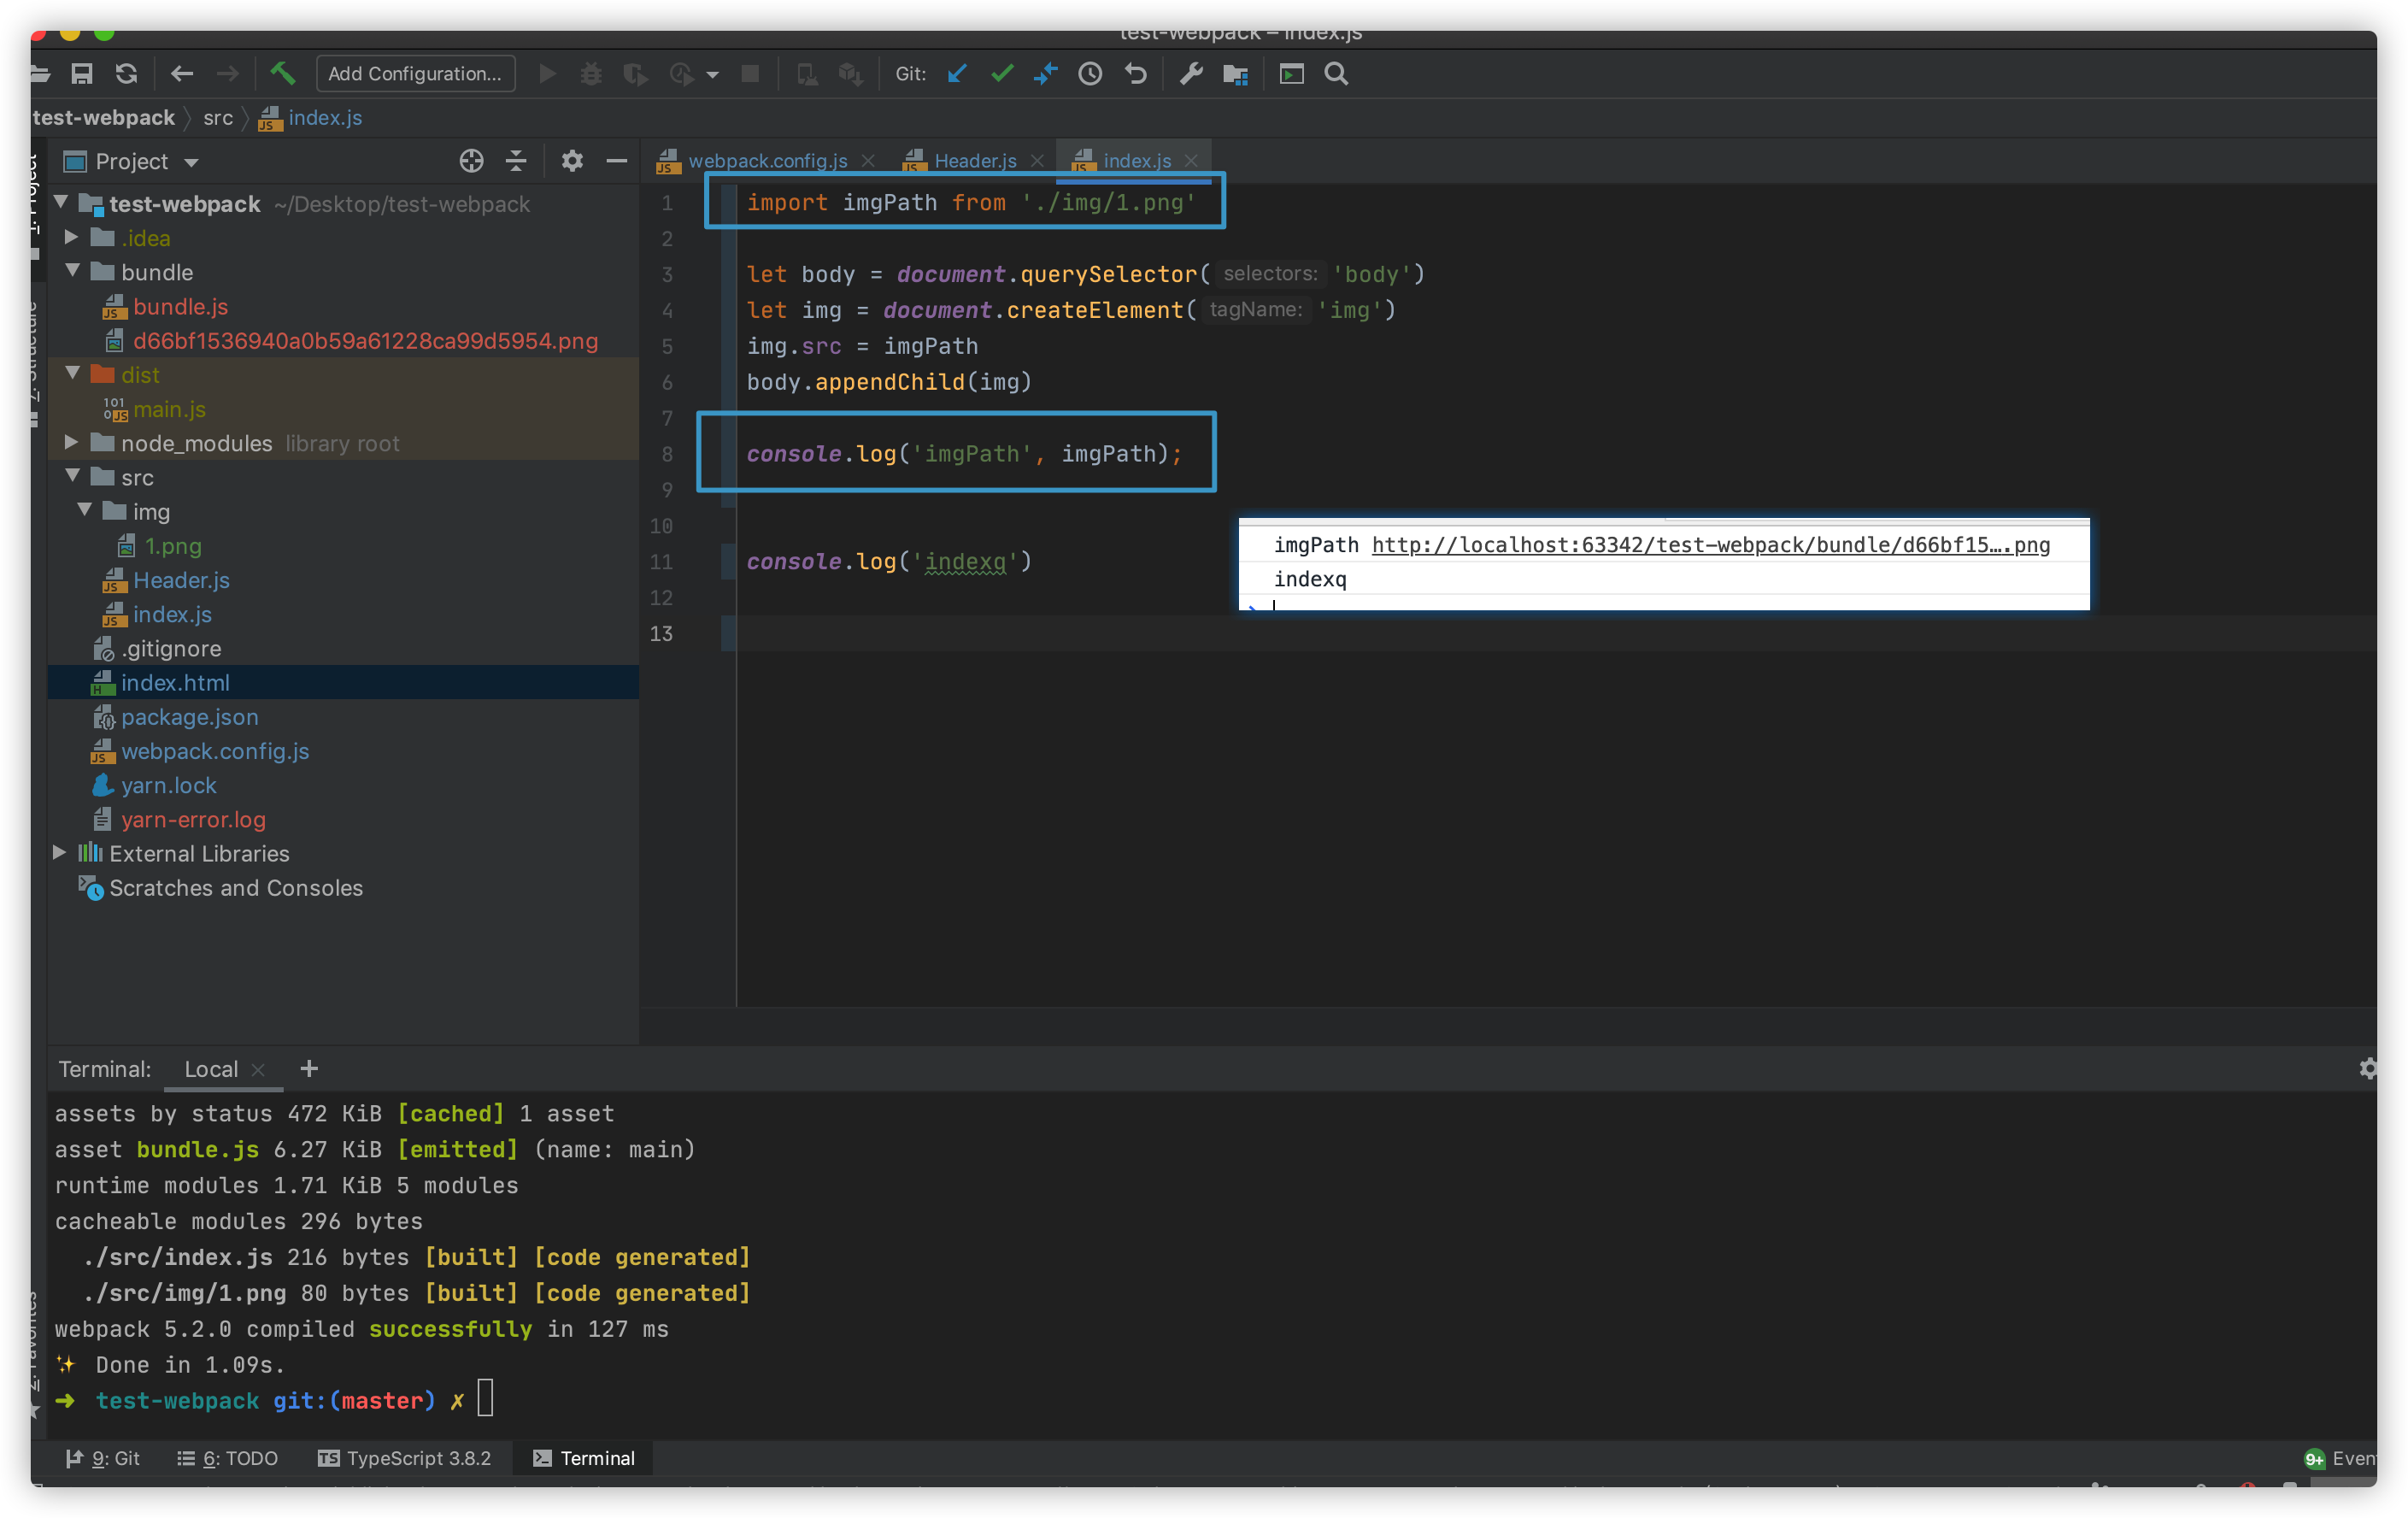 test-webpack – index.js
Add Configuration...
Git:
test-webpack
src
index.js
Project
webpack.config.js
Header.js
index.js
test-webpack ~/Desktop/test-webpack
.idea
bundle
bundle.js
d66bf1536940a0b59a61228ca99d5954.png
dist
main.js
node_modules library root
src
img
1.png
Header.js
index.js
.gitignore
index.html
package.json
webpack.config.js
yarn.lock
yarn-error.log
External Libraries
Scratches and Consoles
1 import imgPath from './img/1.png'
2
3 let body = document.querySelector( selectors: 'body')
4 let img = document.createElement( tagName: 'img')
5 img.src = imgPath
6 body.appendChild(img)
7
8 console.log('imgPath', imgPath);
9
10
11 console.log('indexq')
12
13
imgPath http://localhost:63342/test-webpack/bundle/d66bf15….png
indexq
Terminal: Local
assets by status 472 KiB [cached] 1 asset
asset bundle.js 6.27 KiB [emitted] (name: main)
runtime modules 1.71 KiB 5 modules
cacheable modules 296 bytes
./src/index.js 216 bytes [built] [code generated]
./src/img/1.png 80 bytes [built] [code generated]
webpack 5.2.0 compiled successfully in 127 ms
✨ Done in 1.09s.
➜ test-webpack git:(master) ✗
9: Git
6: TODO
TypeScript 3.8.2
Terminal
9+ Even